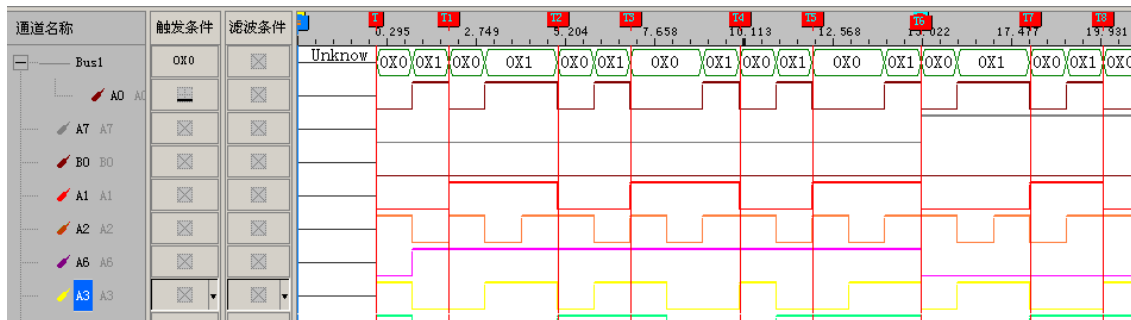 通道名称 触发条件 滤波条件 T T1 T2 T3 T4 T5 T6 T7 T8
0.295 2.749 5.204 7.658 10.113 12.568 15.022 17.477 19.931
Bus1 0X0 Unknow 0X0 0X1 0X0 0X1 0X0 0X1 0X0 0X1 0X0 0X1 0X0 0X1 0X0 0X1 0X0 0X1 0X0
A0 A0
A7 A7
B0 B0
A1 A1
A2 A2
A6 A6
A3 A3